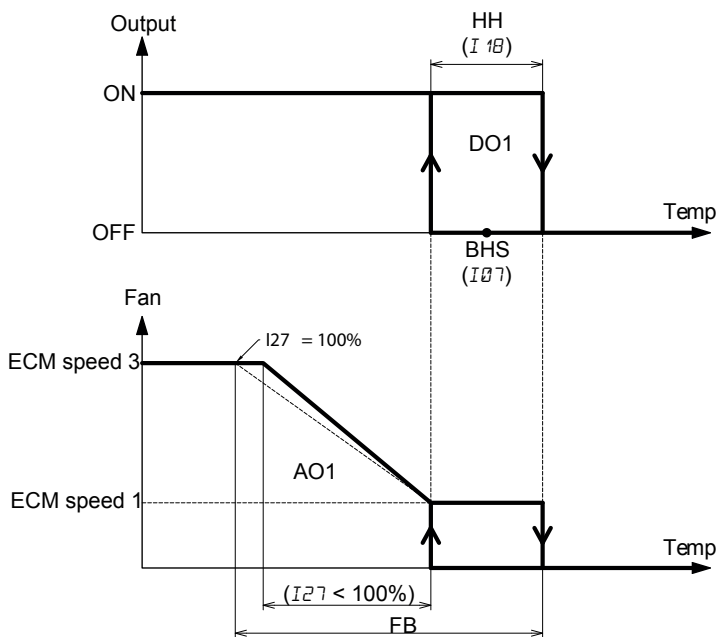 Output
HH
(I18)
ON
DO1
OFF
Temp
BHS
(I07)
Fan
I27 = 100%
ECM speed 3
AO1
ECM speed 1
Temp
(I27 < 100%)
FB